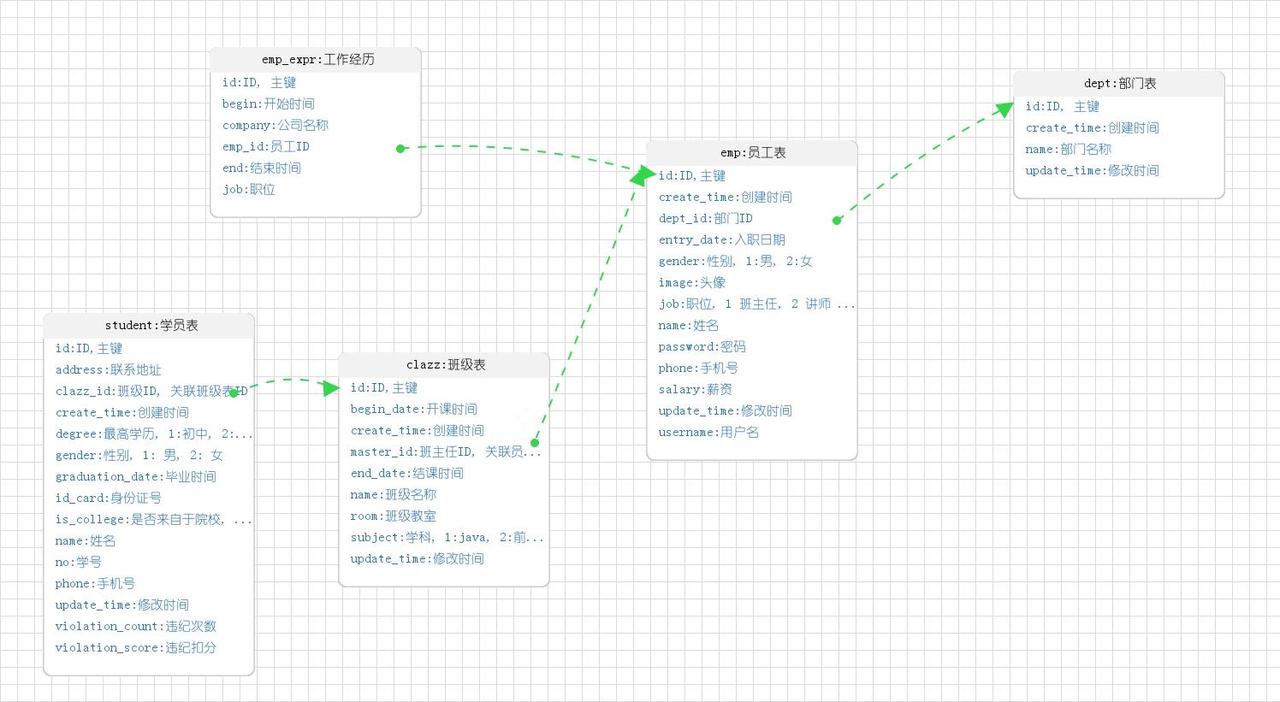 emp_expr:工作经历
id:ID, 主键
begin:开始时间
company:公司名称
emp_id:员工ID
end:结束时间
job:职位
dept:部门表
id:ID, 主键
create_time:创建时间
name:部门名称
update_time:修改时间
emp:员工表
id:ID,主键
create_time:创建时间
dept_id:部门ID
entry_date:入职日期
gender:性别, 1:男, 2:女
image:头像
job:职位, 1 班主任, 2 讲师 ...
name:姓名
password:密码
phone:手机号
salary:薪资
update_time:修改时间
username:用户名
student:学员表
id:ID,主键
address:联系地址
clazz_id:班级ID, 关联班级表ID
create_time:创建时间
degree:最高学历, 1:初中, 2:...
gender:性别, 1: 男, 2: 女
graduation_date:毕业时间
id_card:身份证号
is_college:是否来自于院校, ...
name:姓名
no:学号
phone:手机号
update_time:修改时间
violation_count:违纪次数
violation_score:违纪扣分
clazz:班级表
id:ID,主键
begin_date:开课时间
create_time:创建时间
master_id:班主任ID, 关联员...
end_date:结课时间
name:班级名称
room:班级教室
subject:学科, 1:java, 2:前...
update_time:修改时间